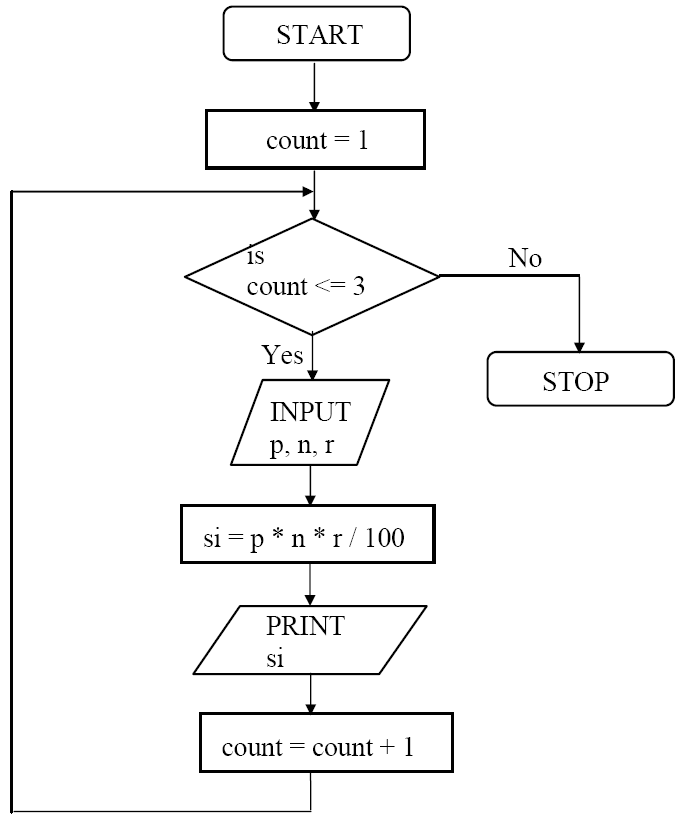 START
count = 1
is
count <= 3
No
Yes
STOP
INPUT
p, n, r
si = p * n * r / 100
PRINT
si
count = count + 1